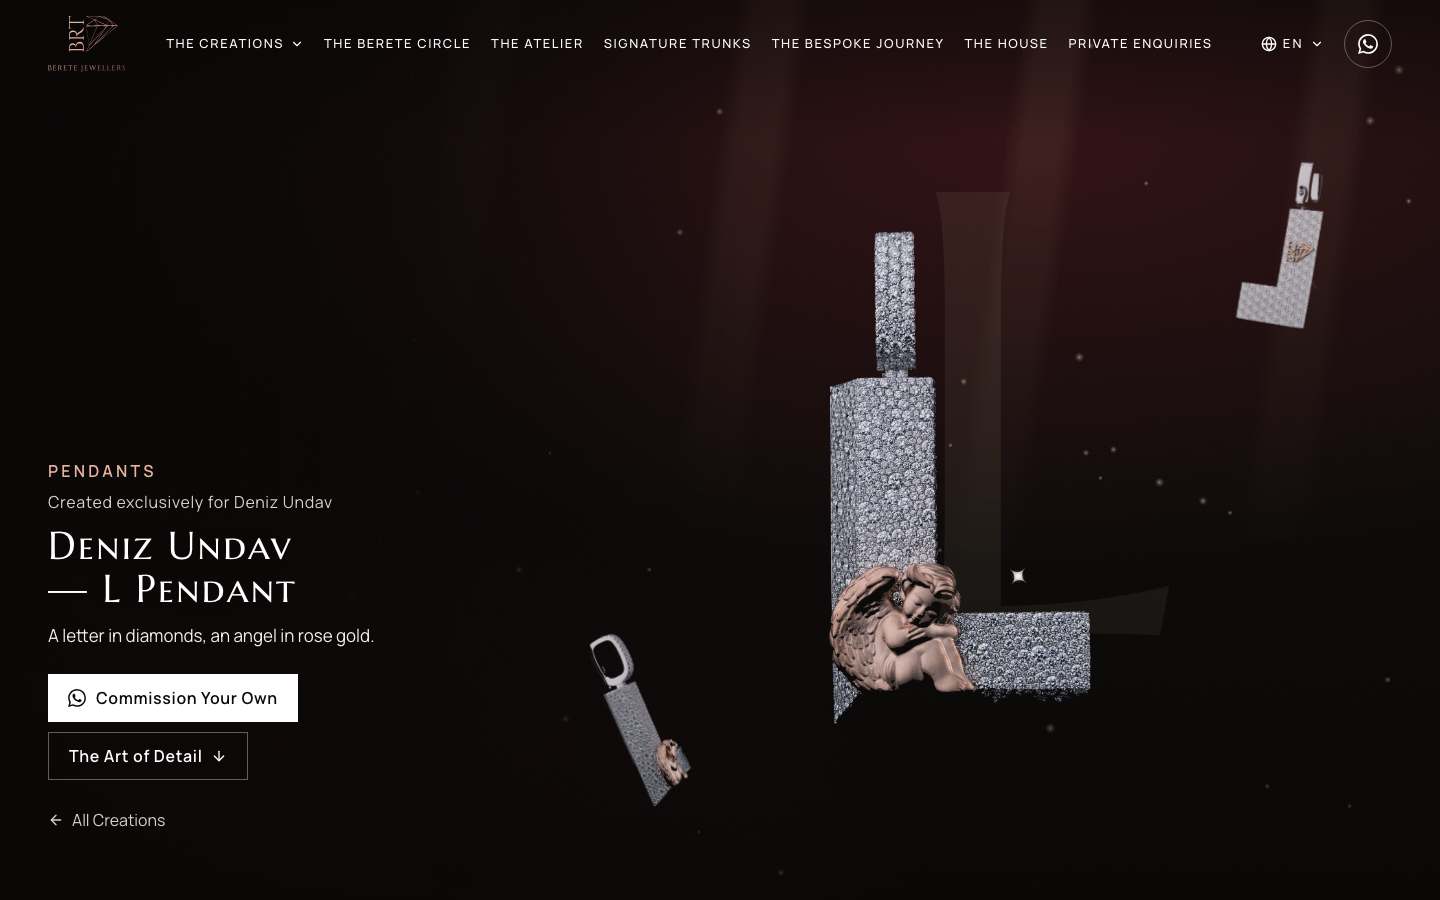 BRT
BERETE JEWELLERS
THE CREATIONS
THE BERETE CIRCLE
THE ATELIER
SIGNATURE TRUNKS
THE BESPOKE JOURNEY
THE HOUSE
PRIVATE ENQUIRIES
EN
L
PENDANTS
Created exclusively for Deniz Undav
Deniz Undav
— L Pendant
A letter in diamonds, an angel in rose gold.
Commission Your Own
The Art of Detail
All Creations